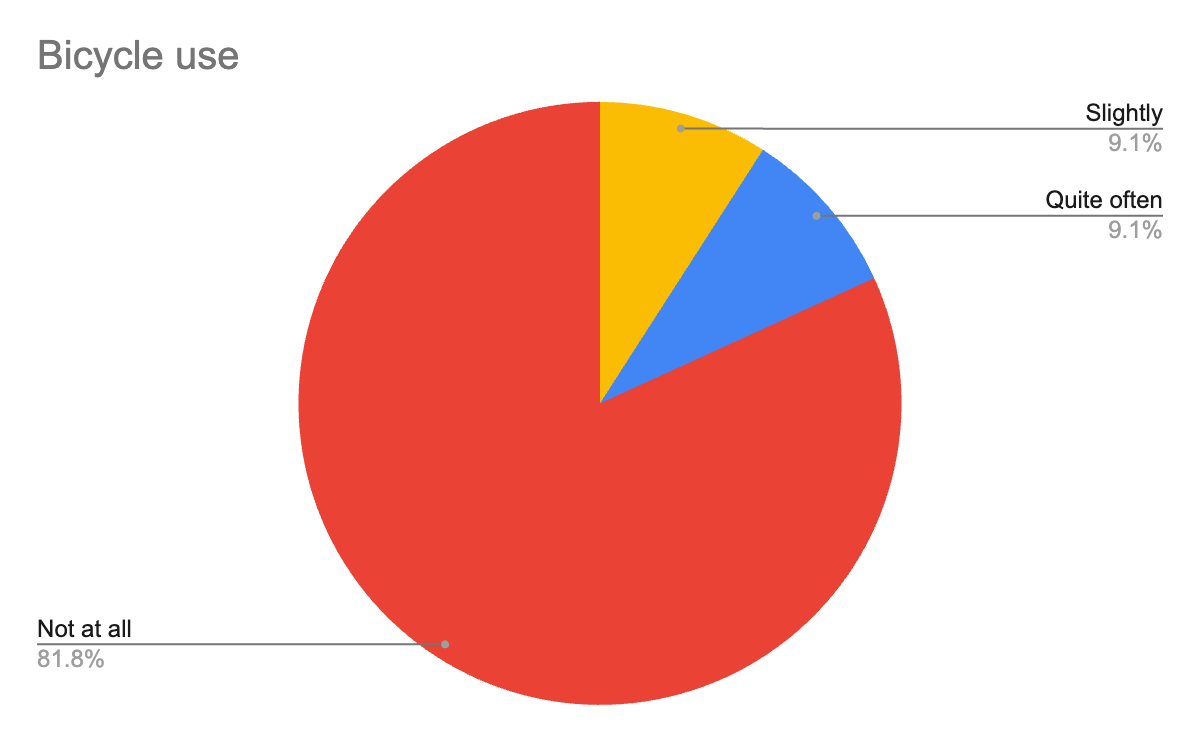 Bicycle use
Slightly
9.1%
Quite often
9.1%
Not at all
81.8%